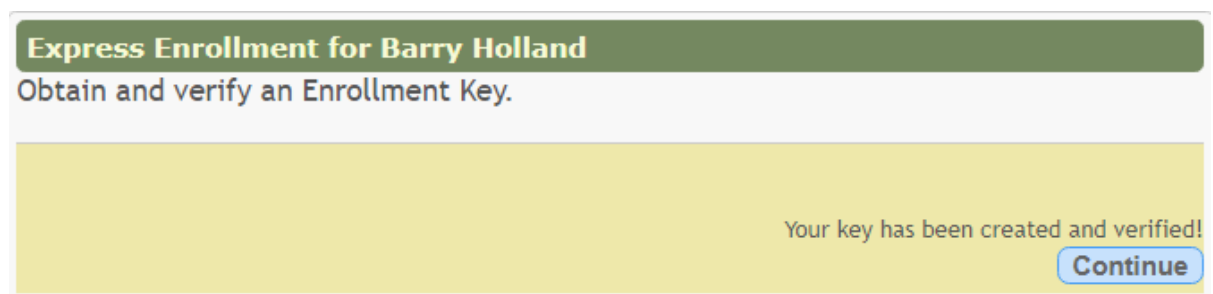 Express Enrollment for Barry Holland
Obtain and verify an Enrollment Key.
Your key has been created and verified!
Continue